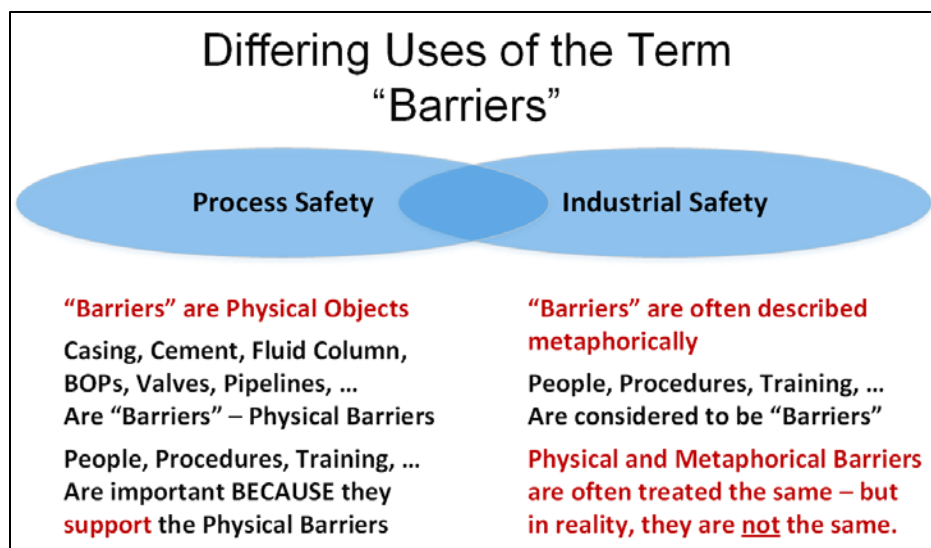 Differing Uses of the Term
“Barriers”
Process Safety
Industrial Safety
“Barriers” are Physical Objects
Casing, Cement, Fluid Column,
BOPs, Valves, Pipelines, …
Are “Barriers” – Physical Barriers
People, Procedures, Training, …
Are important BECAUSE they
support the Physical Barriers
“Barriers” are often described
metaphorically
People, Procedures, Training, …
Are considered to be “Barriers”
Physical and Metaphorical Barriers
are often treated the same – but
in reality, they are not the same.